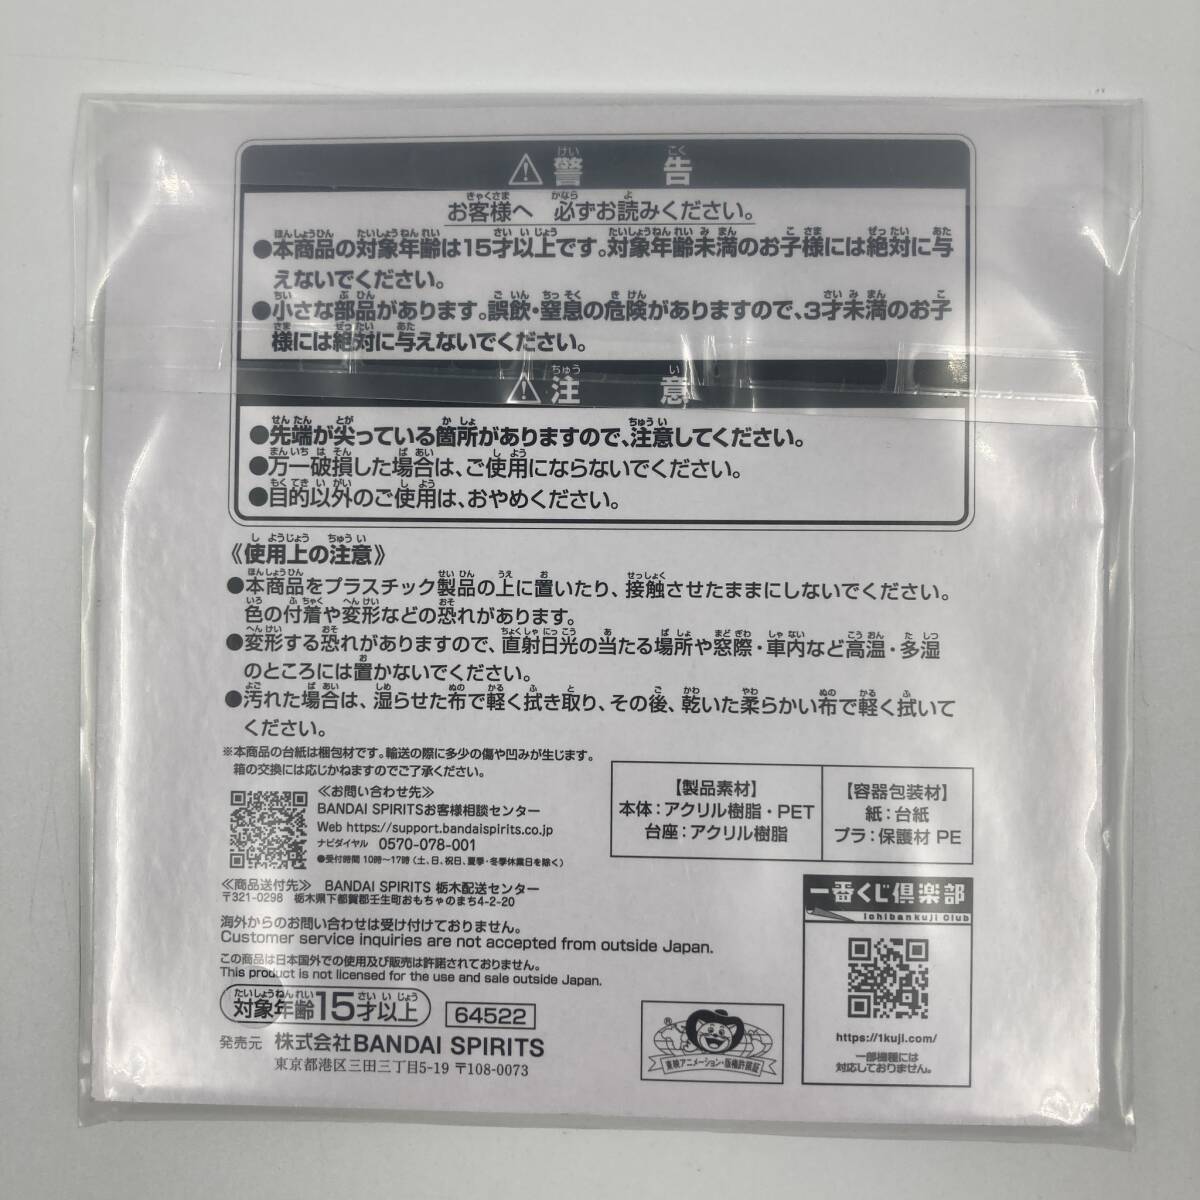 ⚠警告
お客様へ 必ずお読みください。
●本商品の対象年齢は15才以上です。対象年齢未満のお子様には絶対に与
えないでください。
●小さな部品があります。誤飲・窒息の危険がありますので、3才未満のお子
様には絶対に与えないでください。
⚠注意
●先端が尖っている箇所がありますので、注意してください。
●万一破損した場合は、ご使用にならないでください。
●目的以外のご使用は、おやめください。
《使用上の注意》
●本商品をプラスチック製品の上に置いたり、接触させたままにしないでください。
色の付着や変形などの恐れがあります。
●変形する恐れがありますので、直射日光の当たる場所や窓際・車内など高温・多湿
のところには置かないでください。
●汚れた場合は、湿らせた布で軽く拭き取り、その後、乾いた柔らかい布で軽く拭いて
ください。
※本商品の台紙は梱包材です。輸送の際に多少の傷や凹みが生じます。
箱の交換には応じかねますのでご了承ください。
≪お問い合わせ先≫
BANDAI SPIRITSお客様相談センター
Web https://support.bandaispirits.co.jp
ナビダイヤル 0570-078-001
●受付時間 10時〜17時(土、日、祝日、夏季・冬季休業日を除く)
【製品素材】
本体:アクリル樹脂・PET
台座:アクリル樹脂
【容器包装材】
紙:台紙
プラ:保護材 PE
≪商品送付先≫ BANDAI SPIRITS 栃木配送センター
〒321-0298 栃木県下都賀郡壬生町おもちゃのまち4-2-20
海外からのお問い合わせは受け付けておりません。
Customer service inquiries are not accepted from outside Japan.
この商品は日本国外での使用及び販売は許諾されておりません。
This product is not licensed for the use and sale outside Japan.
対象年齢15才以上
64522
発売元 株式会社BANDAI SPIRITS
東京都港区三田三丁目5-19 〒108-0073
東映アニメーション・版権許諾証
一番くじ倶楽部
Ichibankuji Club
https://1kuji.com/
一部機種には
対応しておりません。